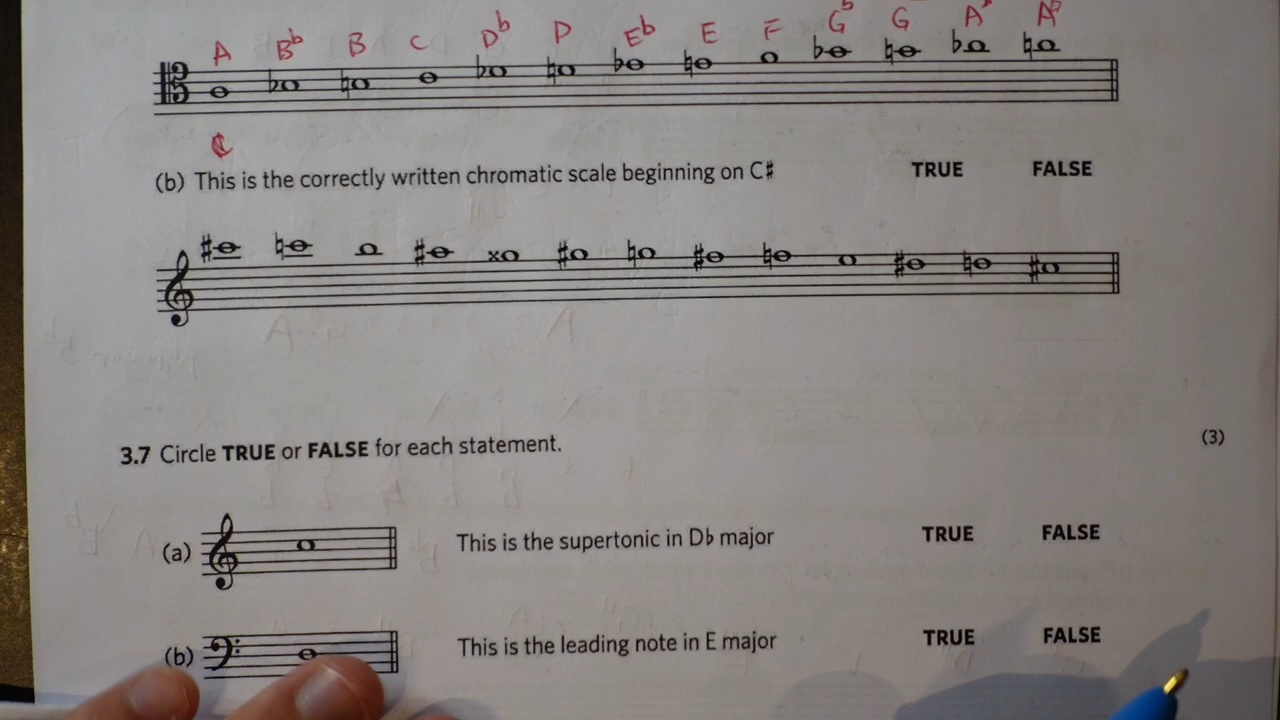 A B♭ B C D♭ D E♭ E F G♭ G A♭ A
C
(b) This is the correctly written chromatic scale beginning on C♯ TRUE FALSE
3.7 Circle TRUE or FALSE for each statement. (3)
(a) This is the supertonic in D♭ major TRUE FALSE
(b) This is the leading note in E major TRUE FALSE